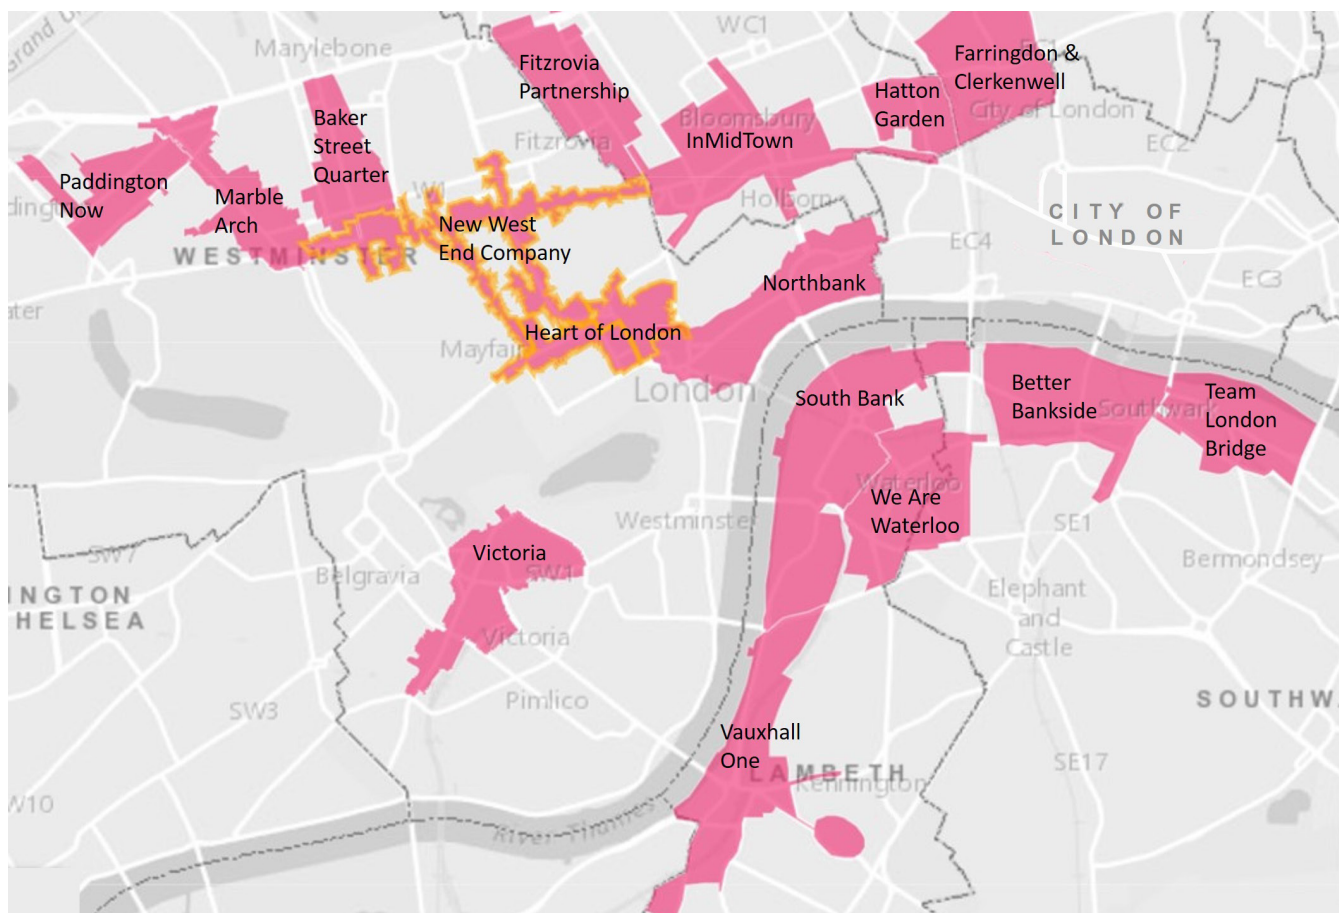 Grand U
Marylebone
WC1
EC1
Fitzrovia
Partnership
Farringdon &
Clerkenwell
Hatton
Garden
City of London
Baker
Street
Quarter
Bloomsbury
InMidTown
Fitzrovia
EC2
Paddington
Now
ding
Marble
Arch
W1
Holborn
New West
End Company
CITY OF
LONDON
EC4
WESTMINSTER
Northbank
EC3
ater
Heart of London
Mayfair
London
South Bank
Better
Bankside
Southwark
Team
London
Bridge
Waterloo
We Are
Waterloo
Westminster
SE1
SW7
Victoria
SW1
Belgravia
Bermondsey
INGTON
HELSEA
Elephant
and
Castle
Victoria
Pimlico
SW3
SOUTHW
Vauxhall
One
LAMBETH
Kennington
SE17
W10
River Thames